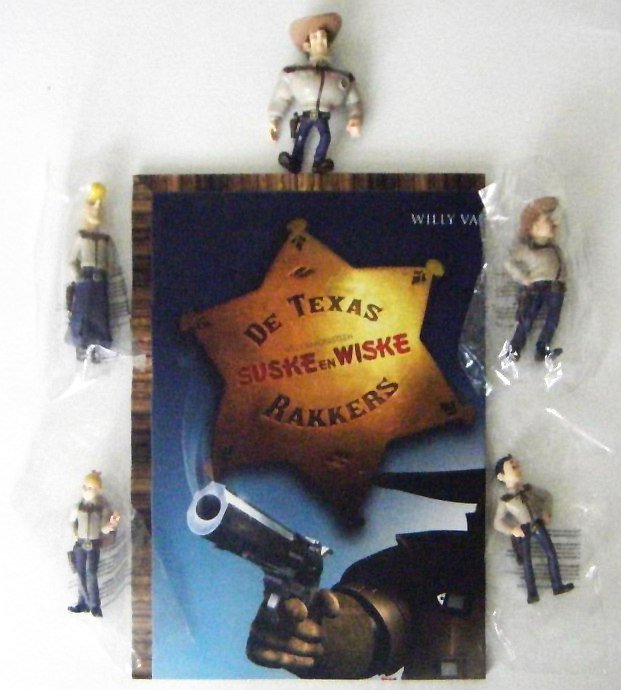 WILLY VA
DE TEXAS
SUSKE EN WISKE
RAKKERS